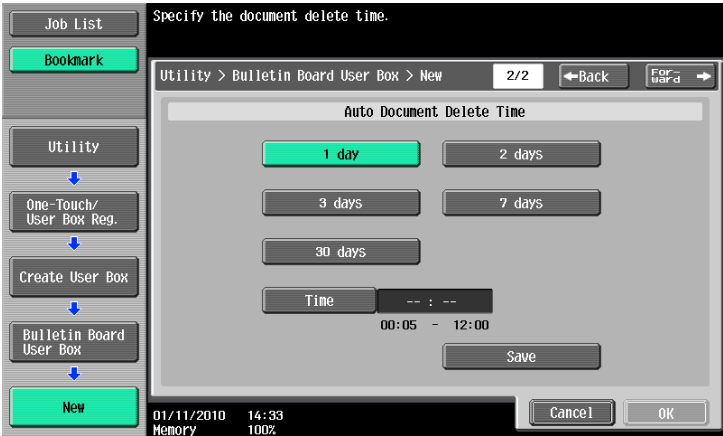 Job List
Bookmark
Utility
One-Touch/
User Box Reg.
Create User Box
Bulletin Board
User Box
New
Specify the document delete time.
Utility > Bulletin Board User Box > New
2/2
←Back
For-
ward →
Auto Document Delete Time
1 day
2 days
3 days
7 days
30 days
Time
-- : --
00:05 - 12:00
Save
01/11/2010 14:33
Memory 100%
Cancel
OK